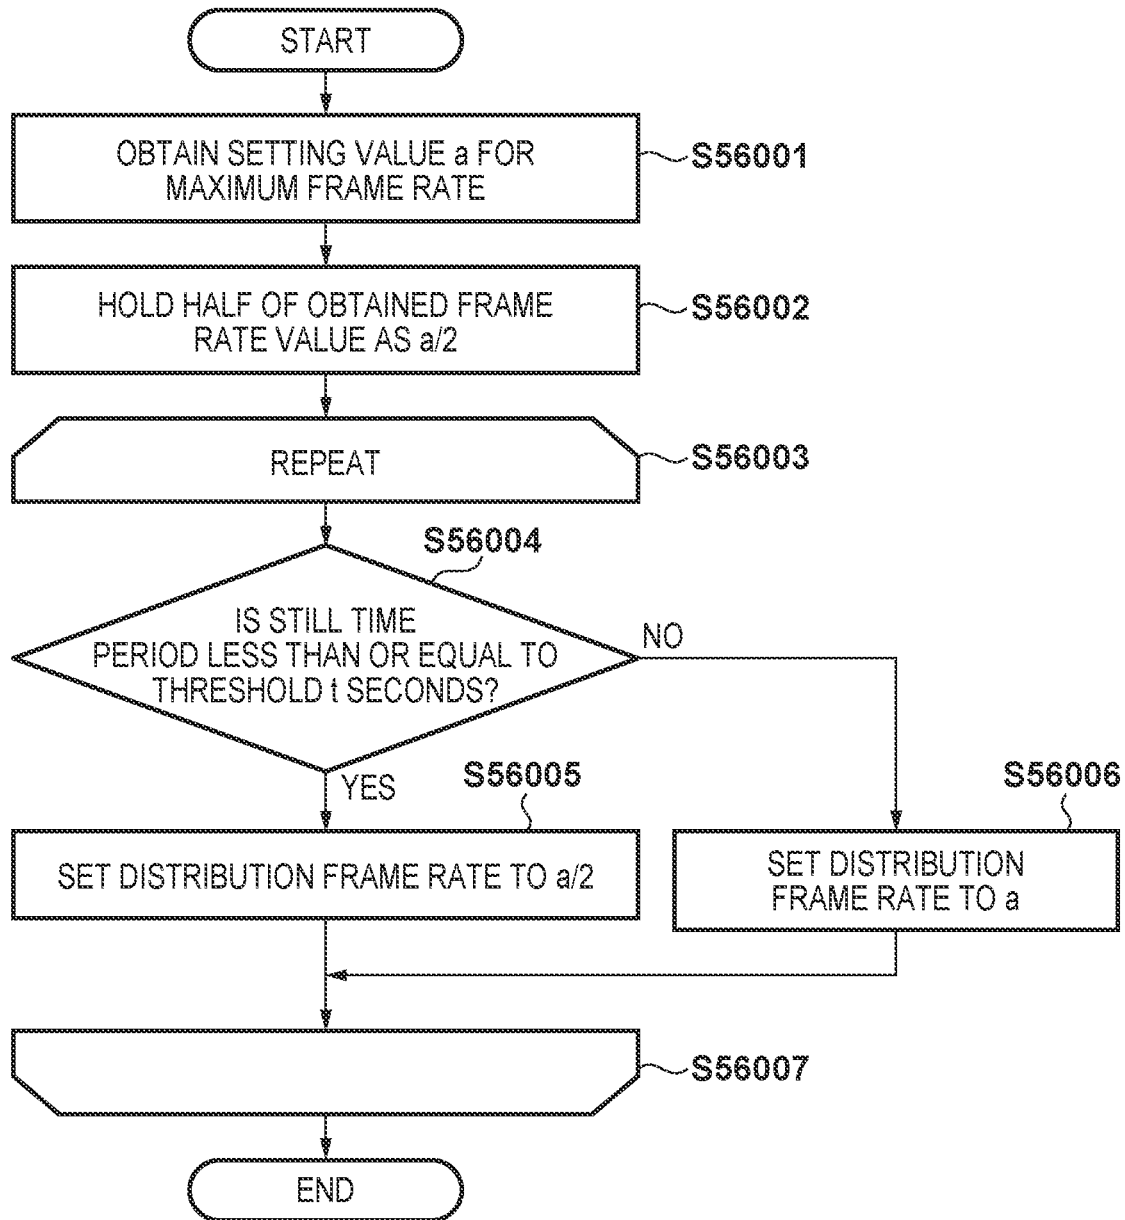 START
OBTAIN SETTING VALUE a FOR
MAXIMUM FRAME RATE
S56001
HOLD HALF OF OBTAINED FRAME
RATE VALUE AS a/2
S56002
REPEAT
S56003
S56004
IS STILL TIME
PERIOD LESS THAN OR EQUAL TO
THRESHOLD t SECONDS?
NO
YES
S56005
SET DISTRIBUTION FRAME RATE TO a/2
S56006
SET DISTRIBUTION
FRAME RATE TO a
S56007
END